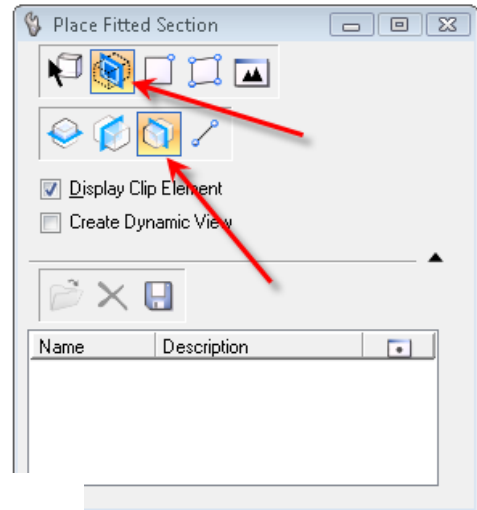 Place Fitted Section
Display Clip Element
Create Dynamic View
Name Description